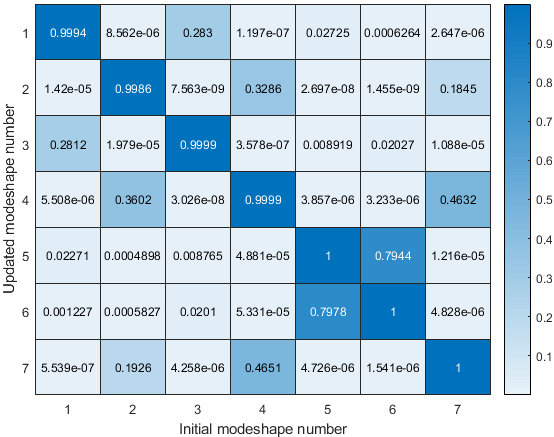 1 0.9994 8.562e-06 0.283 1.197e-07 0.02725 0.0006264 2.647e-06
2 1.42e-05 0.9986 7.563e-09 0.3286 2.697e-08 1.455e-09 0.1845
3 0.2812 1.979e-05 0.9999 3.578e-07 0.008919 0.02027 1.088e-05
4 5.508e-06 0.3602 3.026e-08 0.9999 3.857e-06 3.233e-06 0.4632
5 0.02271 0.0004898 0.008765 4.881e-05 1 0.7944 1.216e-05
6 0.001227 0.0005827 0.0201 5.331e-05 0.7978 1 4.828e-06
7 5.539e-07 0.1926 4.258e-06 0.4651 4.726e-06 1.541e-06 1
1 2 3 4 5 6 7
Initial modeshape number
Updated modeshape number
0.9
0.8
0.7
0.6
0.5
0.4
0.3
0.2
0.1